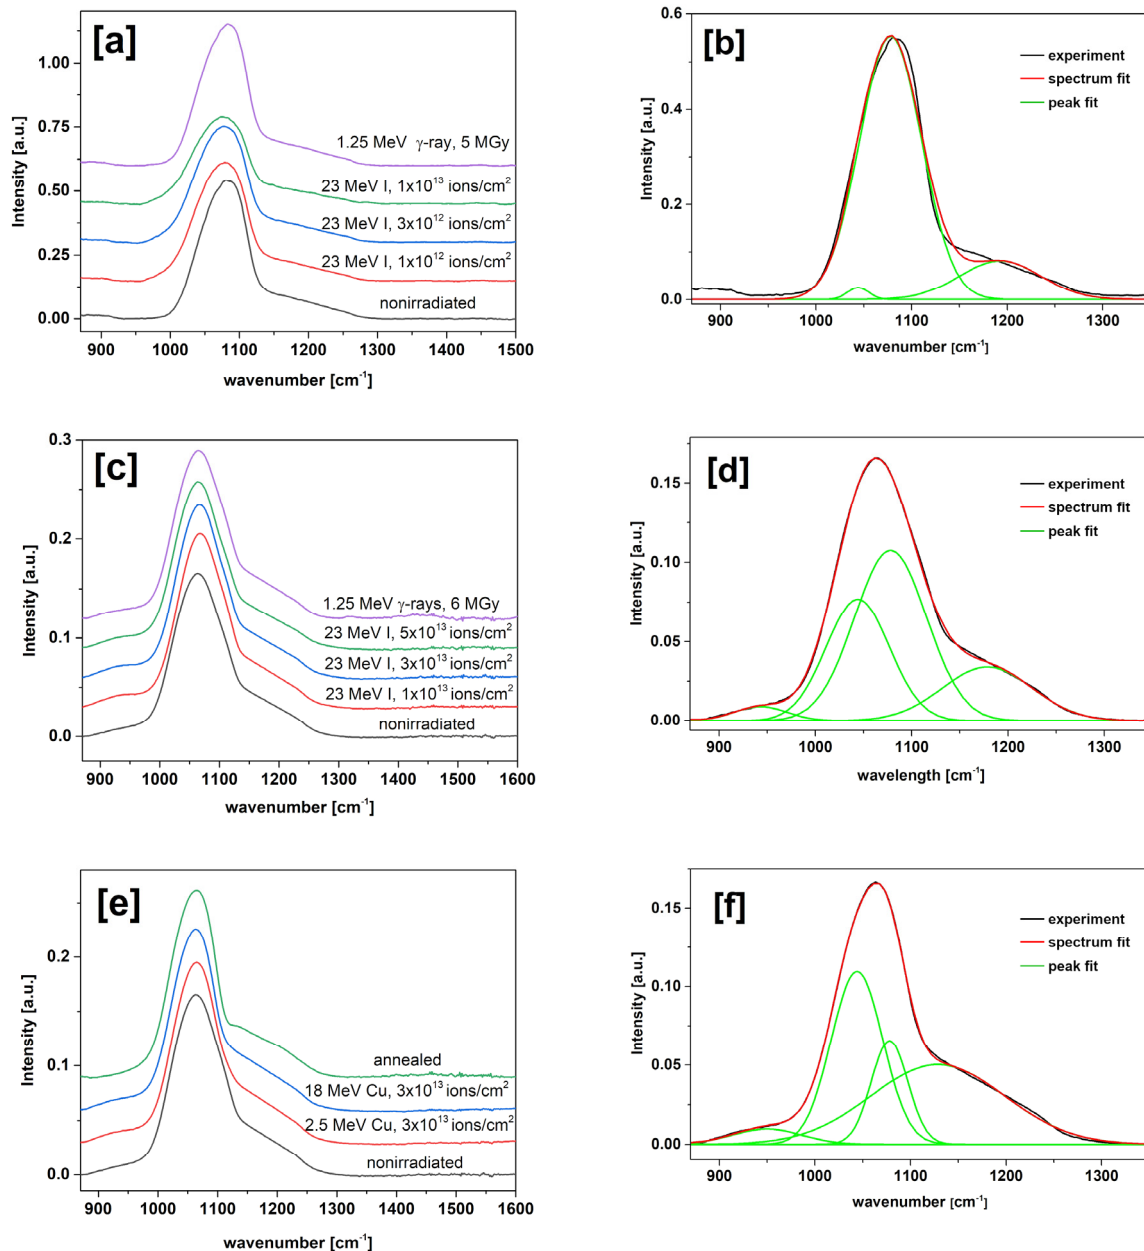 [a]
Intensity [a.u.]
1.00
0.75
0.50
0.25
0.00
1.25 MeV γ-ray, 5 MGy
23 MeV I, 1x10¹³ ions/cm²
23 MeV I, 3x10¹² ions/cm²
23 MeV I, 1x10¹² ions/cm²
nonirradiated
900 1000 1100 1200 1300 1400 1500
wavenumber [cm⁻¹]
[b]
Intensity [a.u.]
0.6
0.4
0.2
0.0
experiment
spectrum fit
peak fit
900 1000 1100 1200 1300
wavenumber [cm⁻¹]
[c]
Intensity [a.u.]
0.3
0.2
0.1
0.0
1.25 MeV γ-rays, 6 MGy
23 MeV I, 5x10¹³ ions/cm²
23 MeV I, 3x10¹³ ions/cm²
23 MeV I, 1x10¹³ ions/cm²
nonirradiated
900 1000 1100 1200 1300 1400 1500 1600
wavenumber [cm⁻¹]
[d]
Intensity [a.u.]
0.15
0.10
0.05
0.00
experiment
spectrum fit
peak fit
900 1000 1100 1200 1300
wavelength [cm⁻¹]
[e]
Intensity [a.u.]
0.2
0.1
0.0
annealed
18 MeV Cu, 3x10¹³ ions/cm²
2.5 MeV Cu, 3x10¹³ ions/cm²
nonirradiated
900 1000 1100 1200 1300 1400 1500 1600
wavenumber [cm⁻¹]
[f]
Intensity [a.u.]
0.15
0.10
0.05
0.00
experiment
spectrum fit
peak fit
900 1000 1100 1200 1300
wavenumber [cm⁻¹]